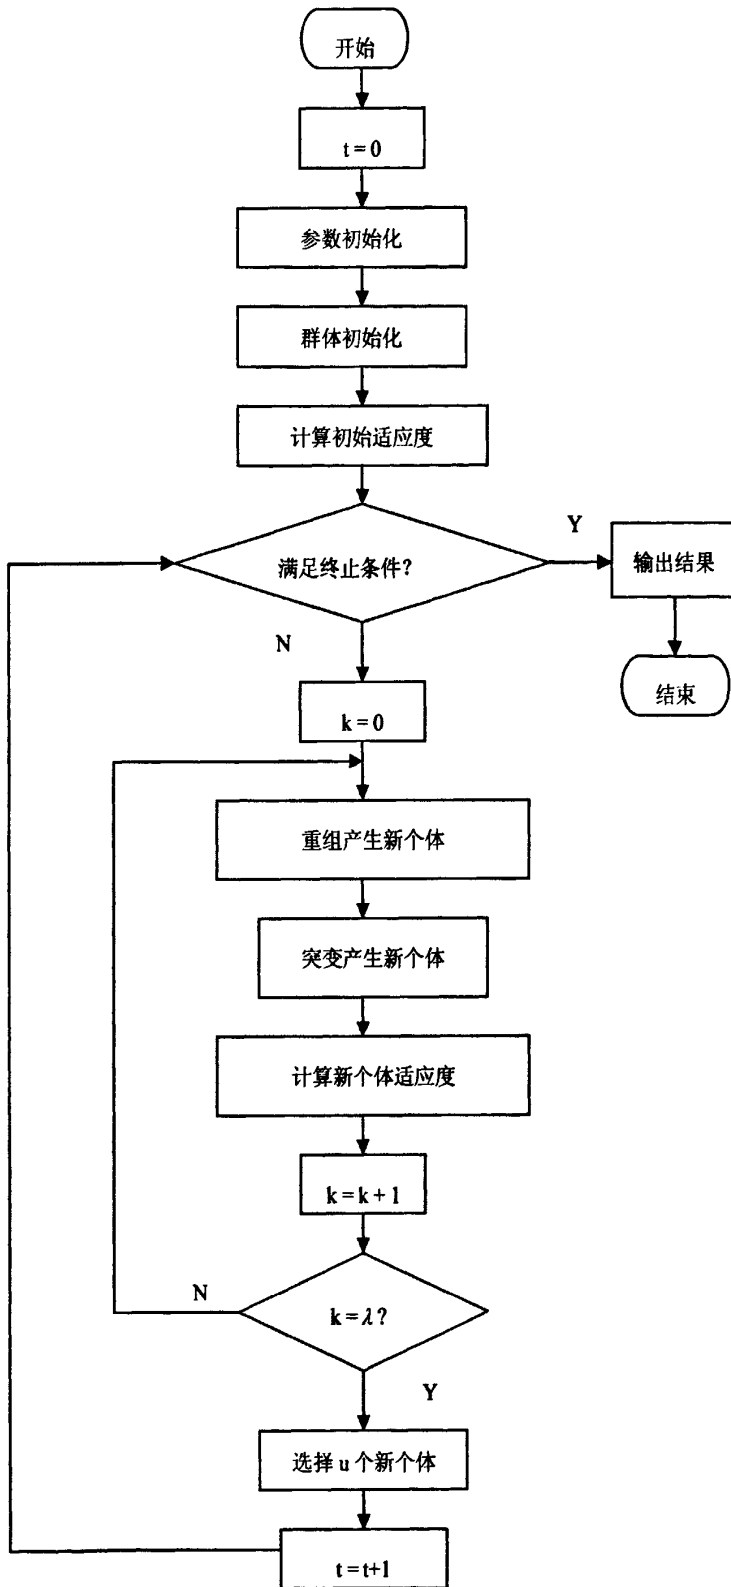 开始
t = 0
参数初始化
群体初始化
计算初始适应度
满足终止条件？
Y
输出结果
结束
N
k = 0
重组产生新个体
突变产生新个体
计算新个体适应度
k = k + 1
N
k = λ？
Y
选择 u 个新个体
t = t+1